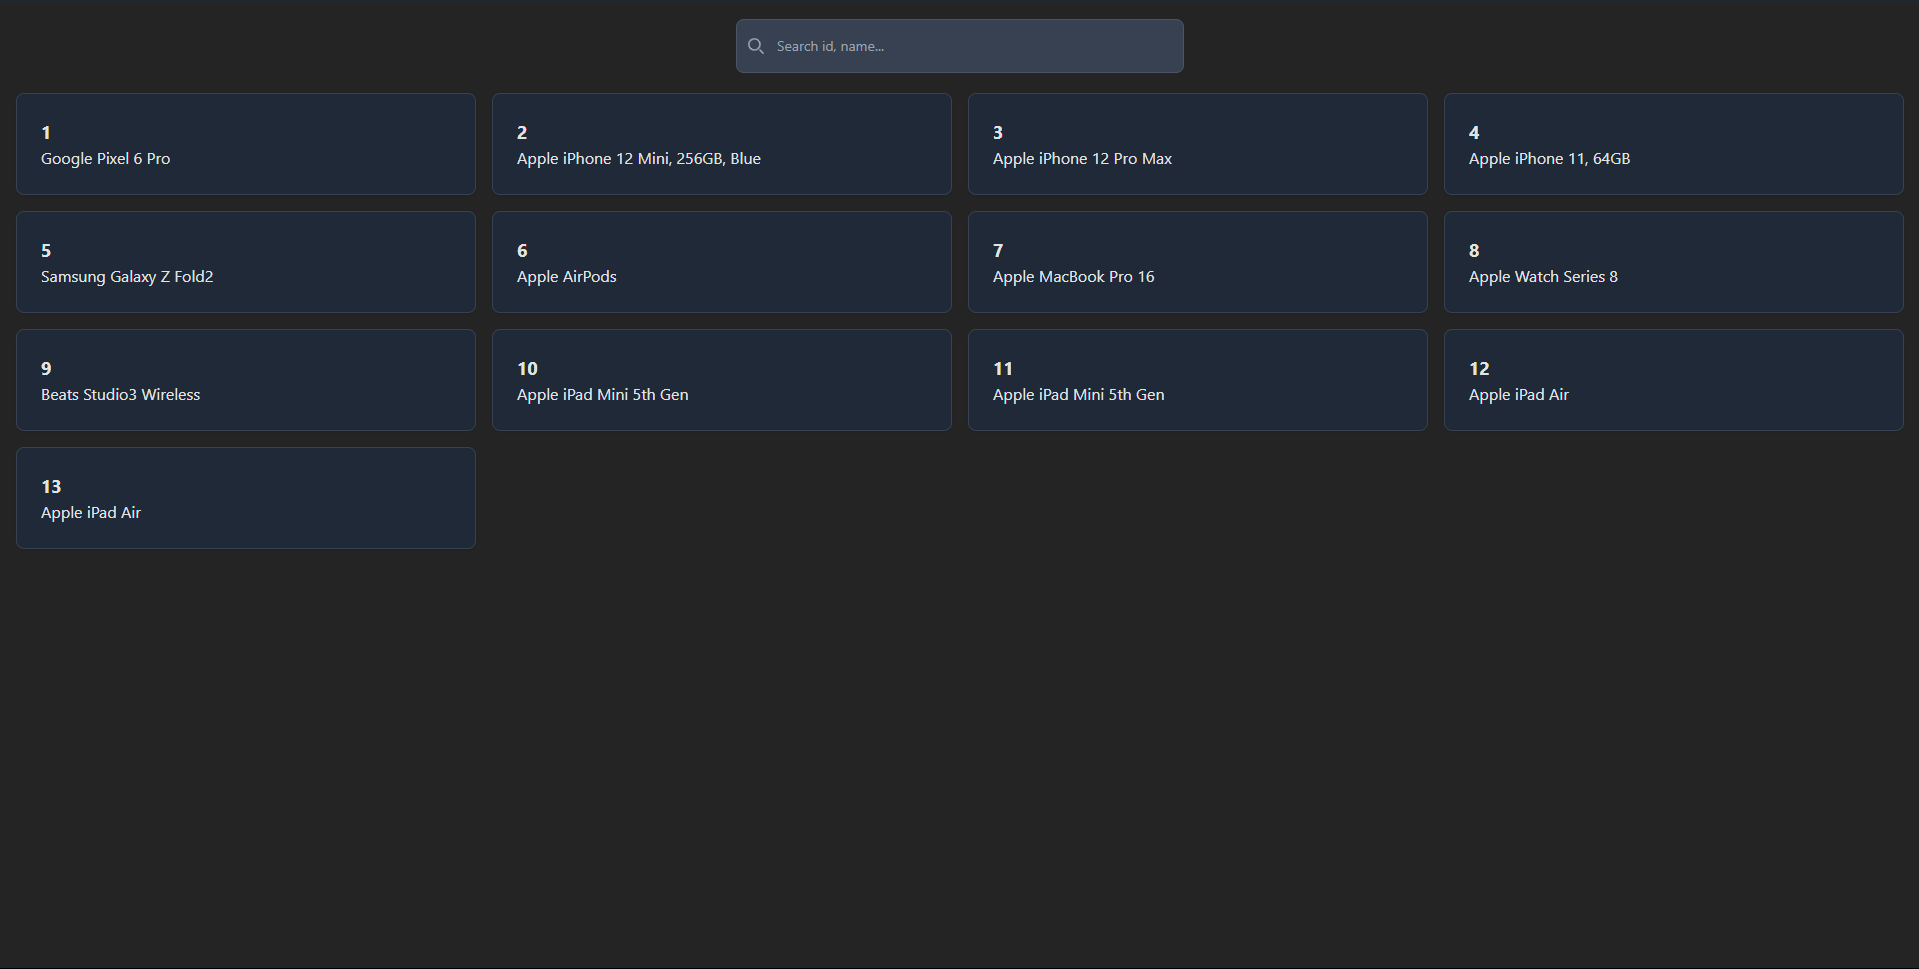 Search id, name...
1
Google Pixel 6 Pro
2
Apple iPhone 12 Mini, 256GB, Blue
3
Apple iPhone 12 Pro Max
4
Apple iPhone 11, 64GB
5
Samsung Galaxy Z Fold2
6
Apple AirPods
7
Apple MacBook Pro 16
8
Apple Watch Series 8
9
Beats Studio3 Wireless
10
Apple iPad Mini 5th Gen
11
Apple iPad Mini 5th Gen
12
Apple iPad Air
13
Apple iPad Air